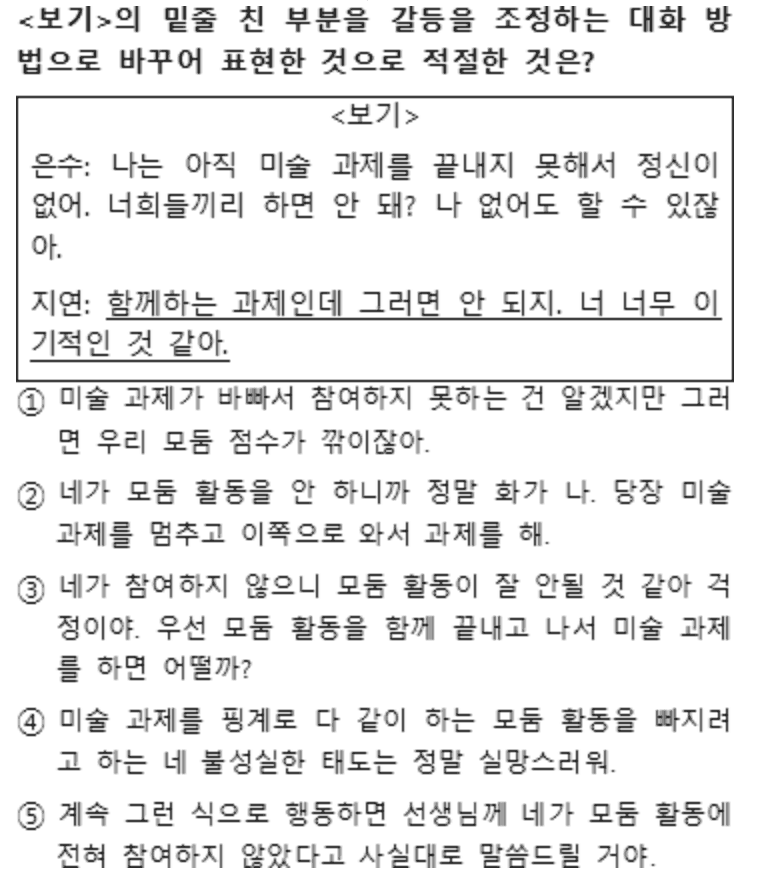 <보기>의 밑줄 친 부분을 갈등을 조정하는 대화 방
법으로 바꾸어 표현한 것으로 적절한 것은?
<보기>
은수: 나는 아직 미술 과제를 끝내지 못해서 정신이
없어. 너희들끼리 하면 안 돼? 나 없어도 할 수 있잖
아.
지연: 함께하는 과제인데 그러면 안 되지. 너 너무 이
기적인 것 같아.
① 미술 과제가 바빠서 참여하지 못하는 건 알겠지만 그러
면 우리 모둠 점수가 깎이잖아.
② 네가 모둠 활동을 안 하니까 정말 화가 나. 당장 미술
과제를 멈추고 이쪽으로 와서 과제를 해.
③ 네가 참여하지 않으니 모둠 활동이 잘 안될 것 같아 걱
정이야. 우선 모둠 활동을 함께 끝내고 나서 미술 과제
를 하면 어떨까?
④ 미술 과제를 핑계로 다 같이 하는 모둠 활동을 빠지려
고 하는 네 불성실한 태도는 정말 실망스러워.
⑤ 계속 그런 식으로 행동하면 선생님께 네가 모둠 활동에
전혀 참여하지 않았다고 사실대로 말씀드릴 거야.